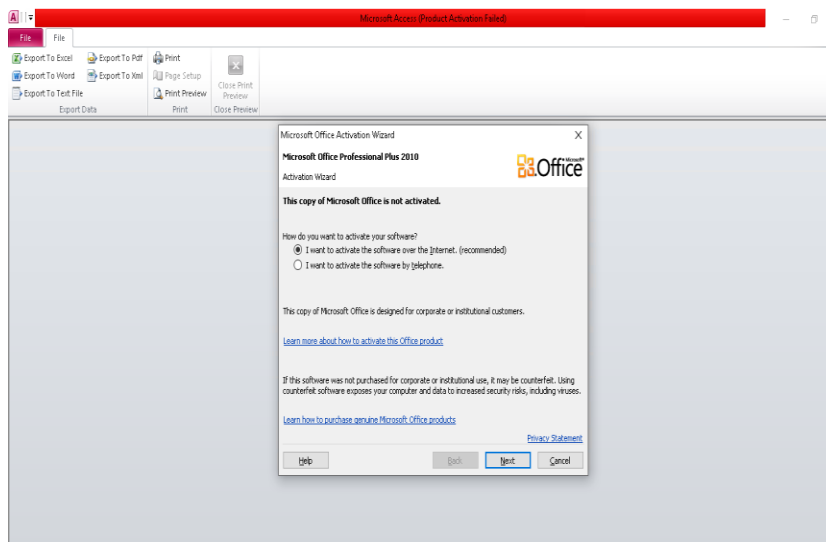 A
Microsoft Access (Product Activation Failed)
File File
Export To Excel Export To Pdf Print
Export To Word Export To Xml Page Setup
Export To Text File Print Preview
Close Print
Preview
Export Data Print Close Preview
Microsoft Office Activation Wizard X
Microsoft Office Professional Plus 2010
Activation Wizard
Microsoft®
Office
This copy of Microsoft Office is not activated.
How do you want to activate your software?
I want to activate the software over the Internet. (recommended)
I want to activate the software by telephone.
This copy of Microsoft Office is designed for corporate or institutional customers.
Learn more about how to activate this Office product
If this software was not purchased for corporate or institutional use, it may be counterfeit. Using
counterfeit software exposes your computer and data to increased security risks, including viruses.
Learn how to purchase genuine Microsoft Office products
Privacy Statement
Help Back Next Cancel